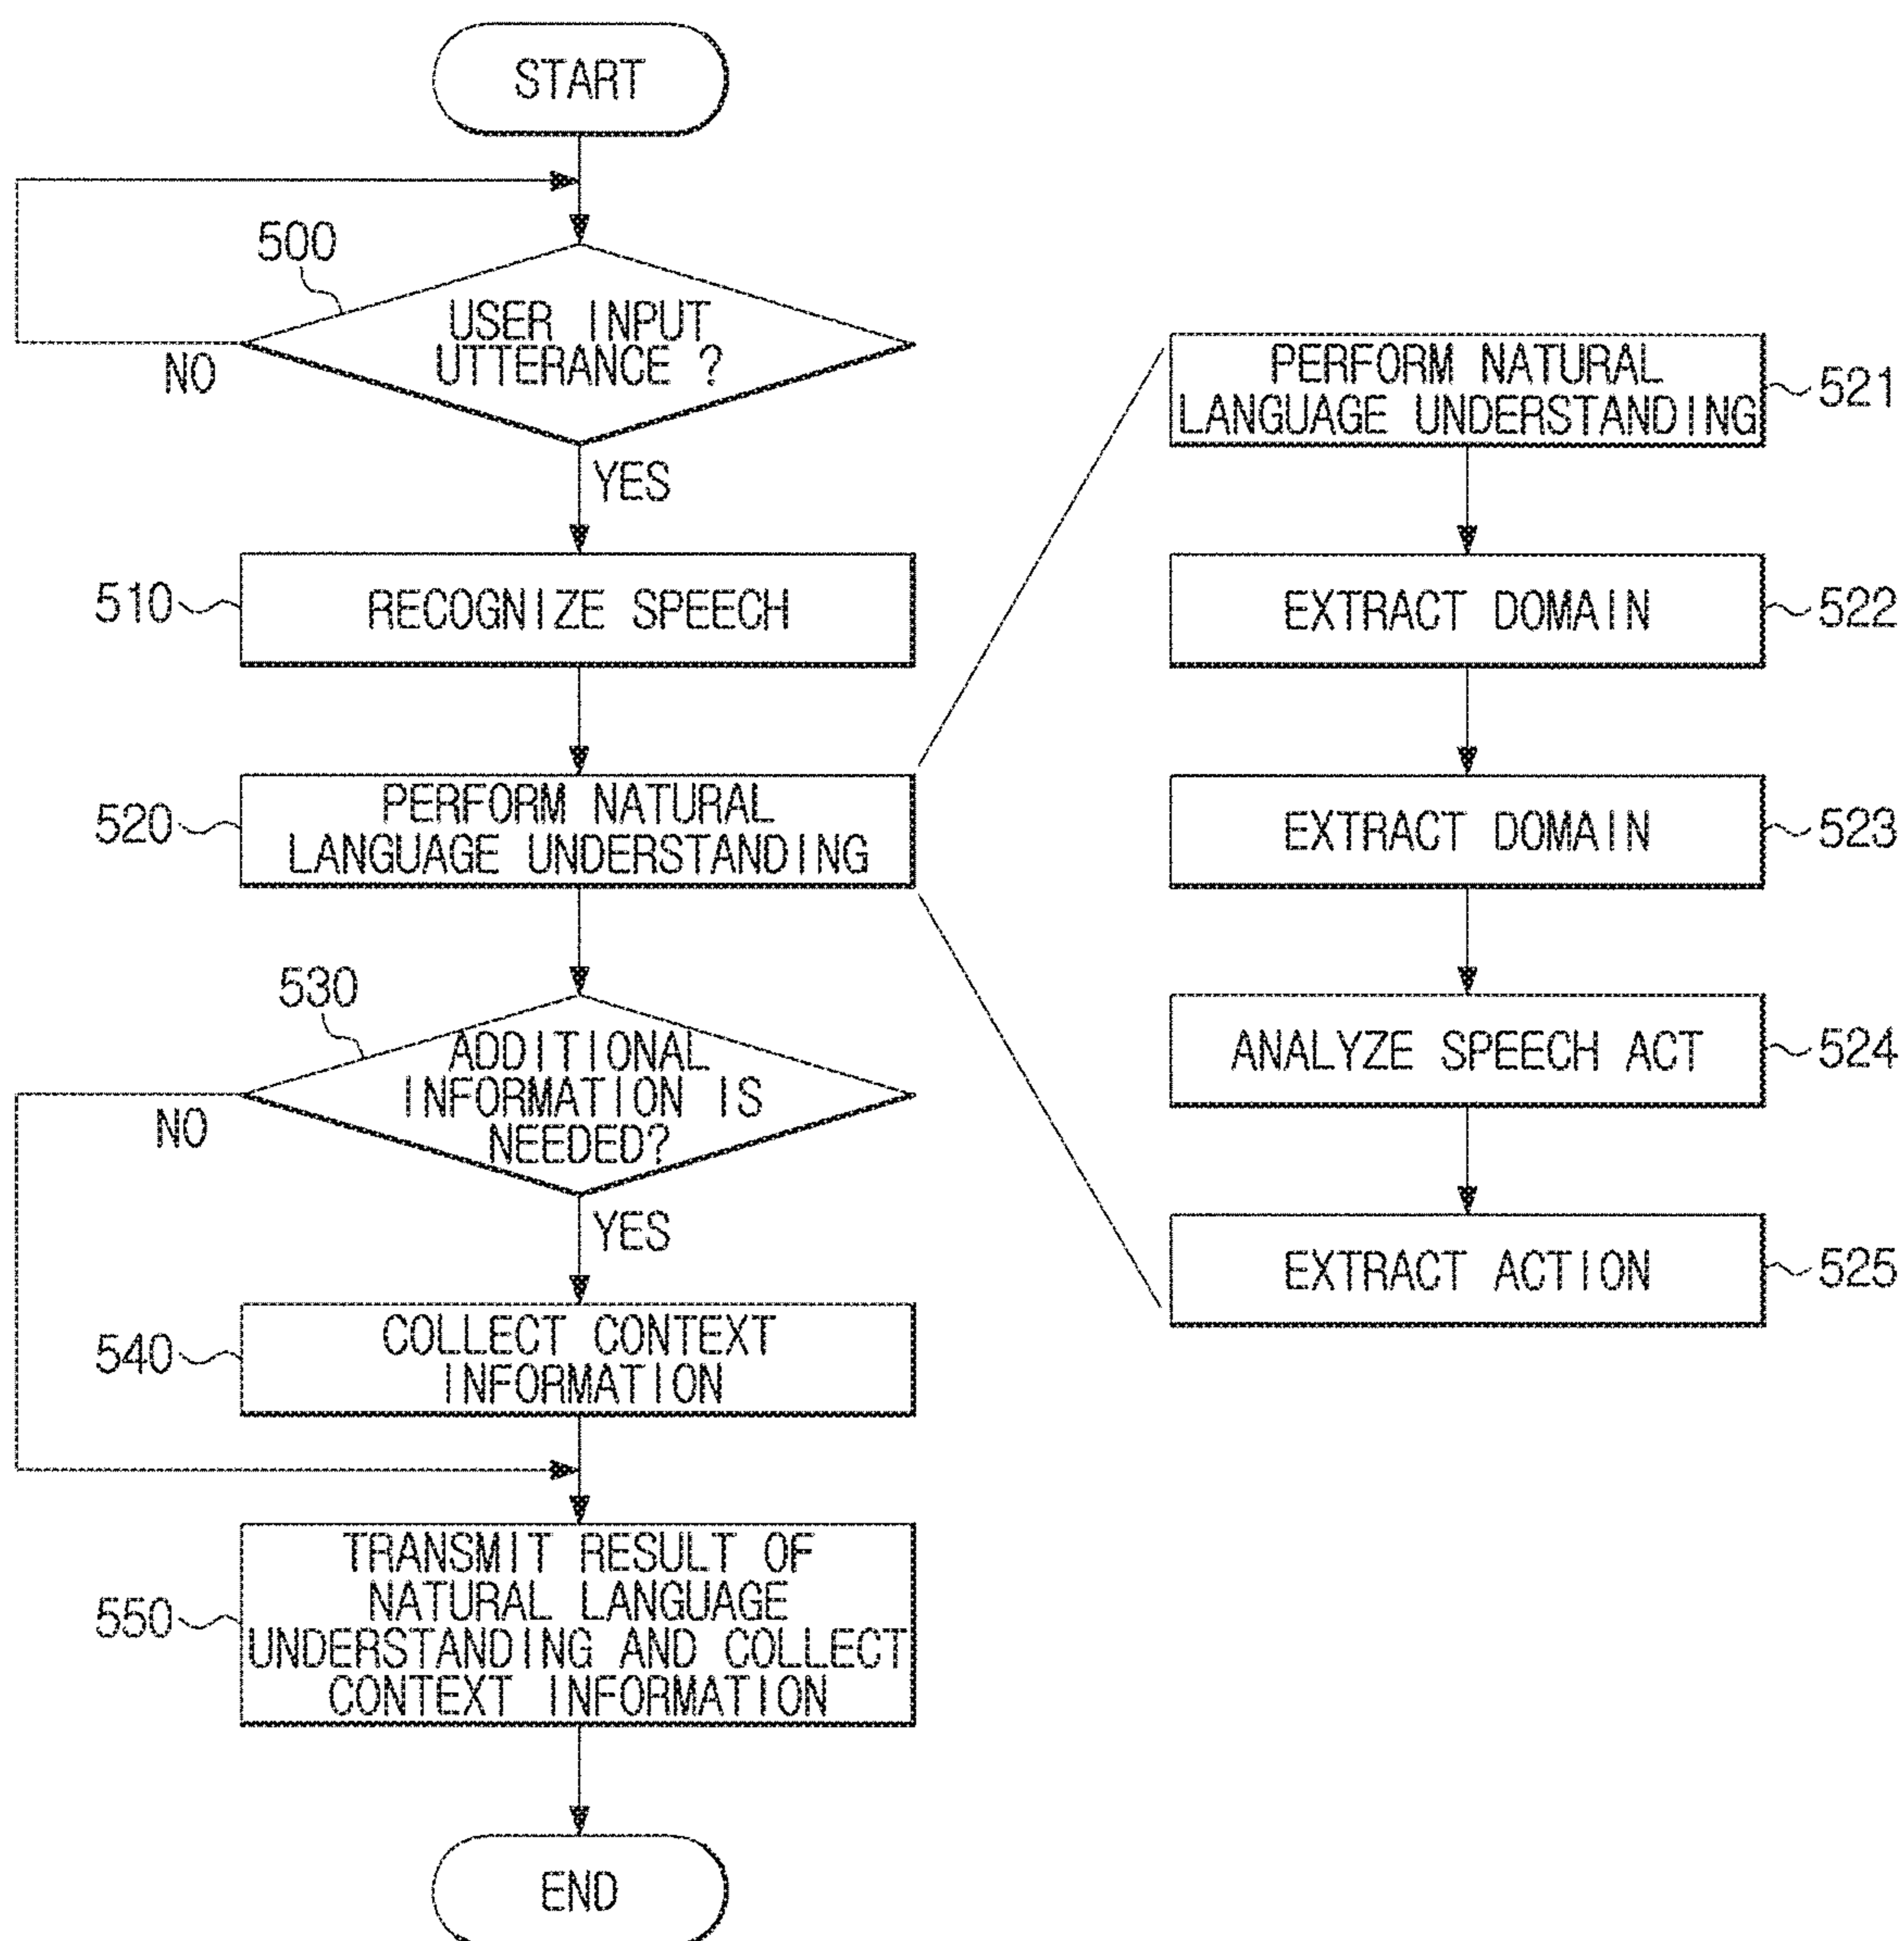 START
500
USER INPUT
UTTERANCE ?
NO
YES
510
RECOGNIZE SPEECH
520
PERFORM NATURAL
LANGUAGE UNDERSTANDING
530
ADDITIONAL
INFORMATION IS
NEEDED?
NO
YES
540
COLLECT CONTEXT
INFORMATION
550
TRANSMIT RESULT OF
NATURAL LANGUAGE
UNDERSTANDING AND COLLECT
CONTEXT INFORMATION
END
PERFORM NATURAL
LANGUAGE UNDERSTANDING
521
EXTRACT DOMAIN
522
EXTRACT DOMAIN
523
ANALYZE SPEECH ACT
524
EXTRACT ACTION
525